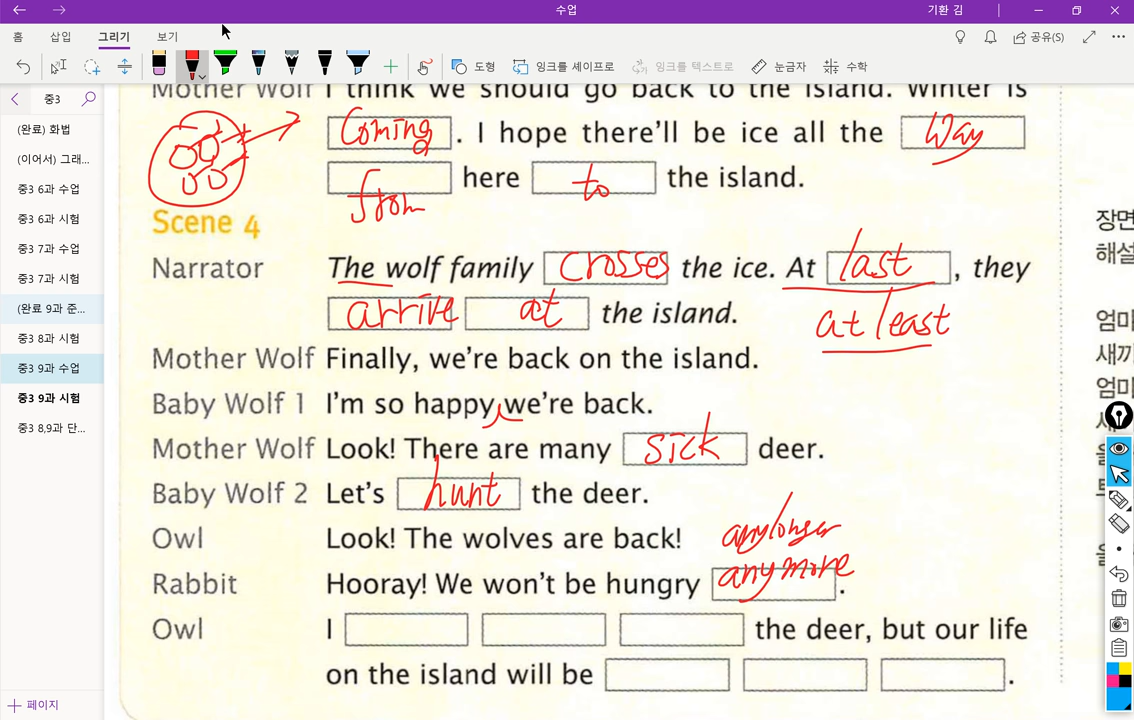 수업
기환 김
홈 삽입 그리기 보기
공유(S)
도형 잉크를 셰이프로 잉크를 텍스트로 눈금자 수학
중3
(완료) 화법
(이어서) 그래...
중3 6과 수업
중3 6과 시험
중3 7과 수업
중3 7과 시험
(완료 9과 준...
중3 8과 시험
중3 9과 수업
중3 9과 시험
중3 8,9과 단...
페이지
Mother Wolf I think we should go back to the island. Winter is
Coming . I hope there'll be ice all the Way
from here to the island.
Scene 4
Narrator The wolf family crosses the ice. At last , they
arrive at the island.
at least
Mother Wolf Finally, we're back on the island.
Baby Wolf 1 I'm so happy we're back.
Mother Wolf Look! There are many sick deer.
Baby Wolf 2 Let's hunt the deer.
Owl Look! The wolves are back!
any longer
Rabbit Hooray! We won't be hungry any more .
Owl I the deer, but our life
on the island will be .
장면
해설
엄마
새끼
엄마